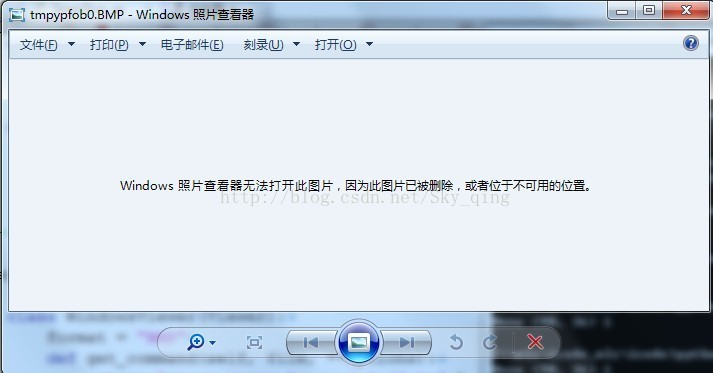 tmpypfob0.BMP - Windows 照片查看器
文件(F) 打印(P) 电子邮件(E) 刻录(U) 打开(O)
Windows 照片查看器无法打开此图片，因为此图片已被删除，或者位于不可用的位置。
http://blog.csdn.net/Sky_qing
format =
def